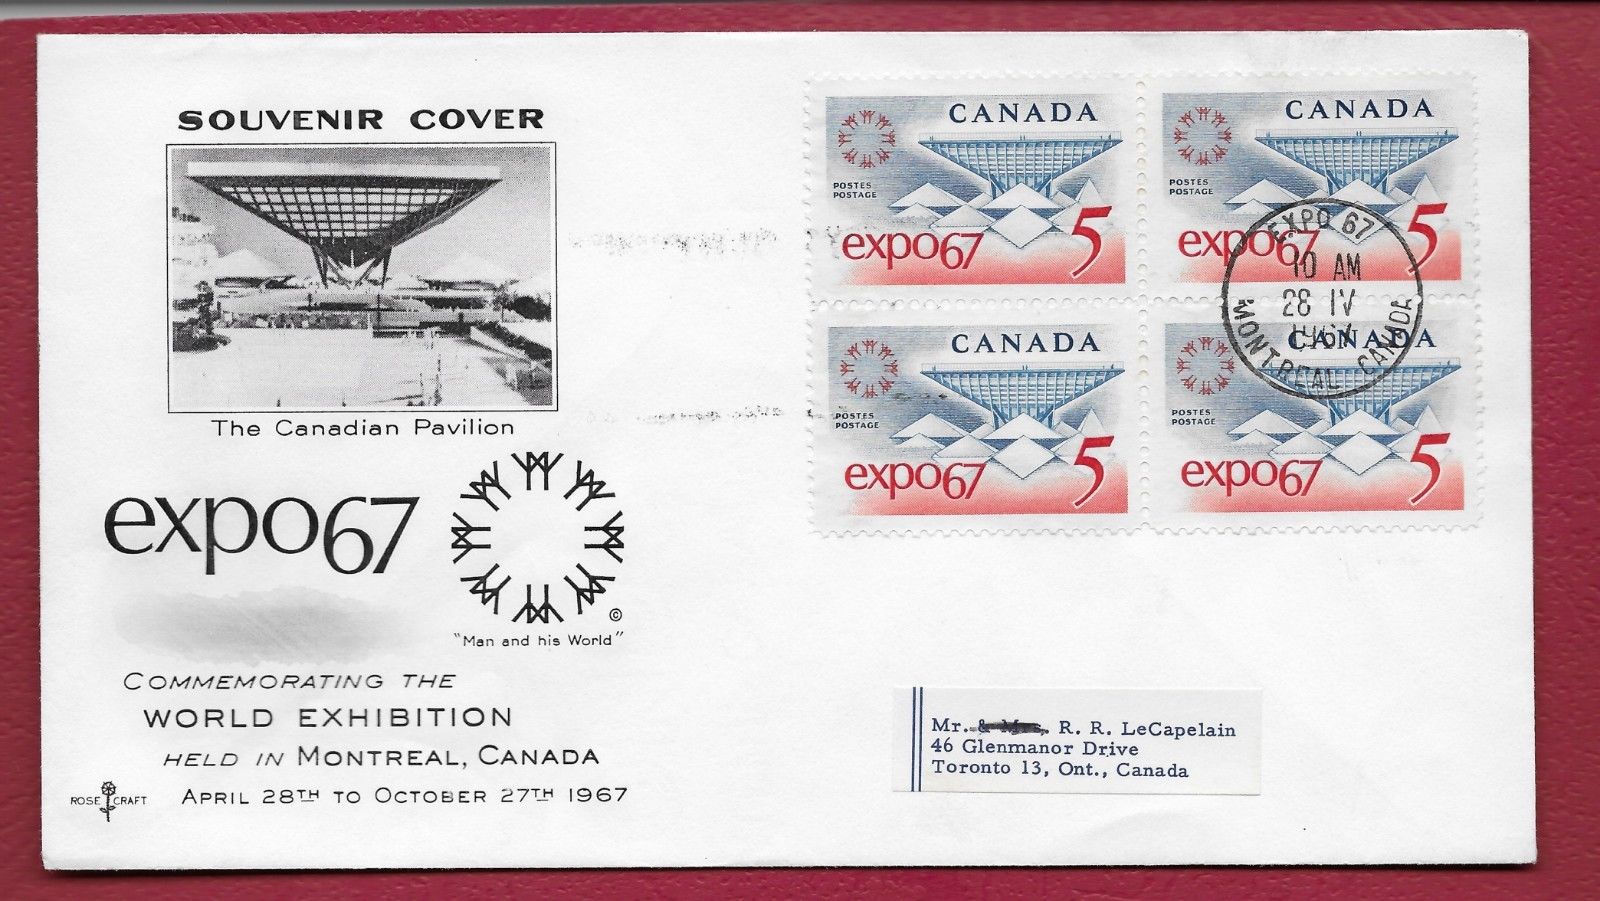 SOUVENIR COVER
The Canadian Pavilion
expo67
©
"Man and his World"
COMMEMORATING THE
WORLD EXHIBITION
HELD IN MONTREAL, CANADA
APRIL 28TH TO OCTOBER 27TH 1967
ROSE CRAFT
CANADA
POSTES
POSTAGE
expo67 5
CANADA
POSTES
POSTAGE
expo67 5
CANADA
POSTES
POSTAGE
expo67 5
CANADA
POSTES
POSTAGE
expo67 5
EXPO 67
10 AM
28 IV
1967
MONTREAL CANADA
Mr. & Mrs. R. R. LeCapelain
46 Glenmanor Drive
Toronto 13, Ont., Canada